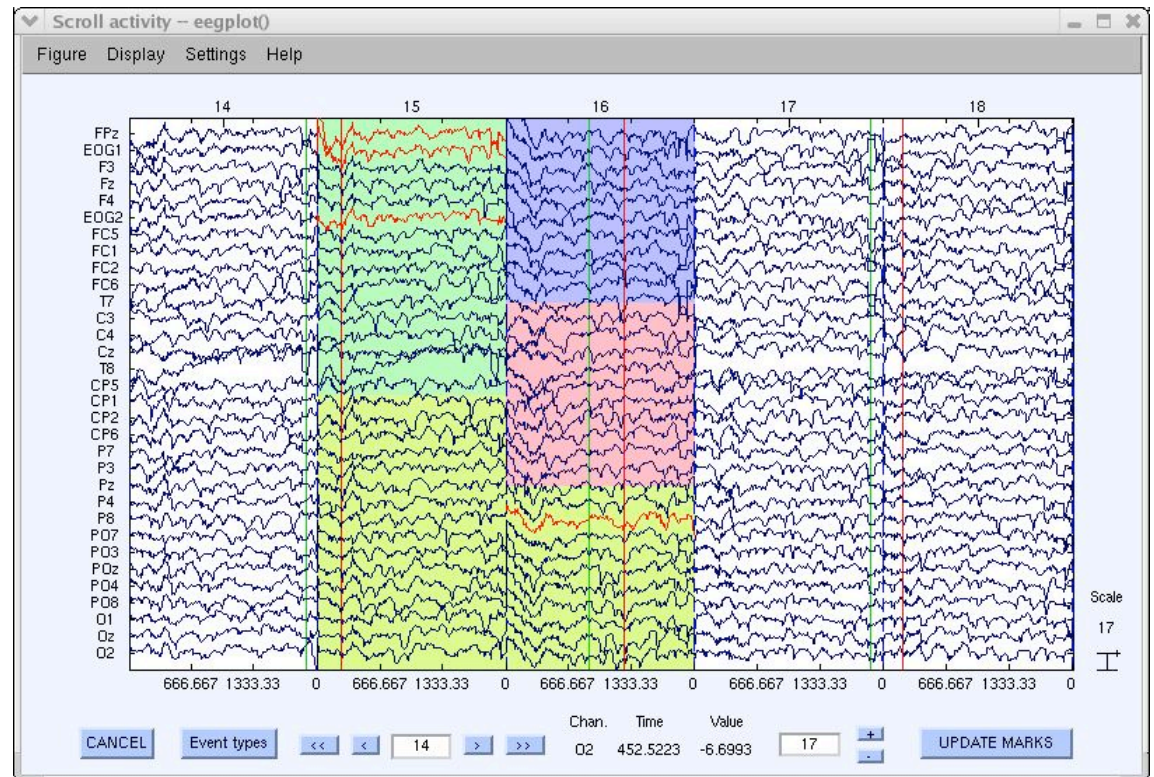 Scroll activity -- eegplot()
Figure Display Settings Help
14 15 16 17 18
FPz
EOG1
F3
Fz
F4
EOG2
FC5
FC1
FC2
FC6
T7
C3
C4
Cz
T8
CP5
CP1
CP2
CP6
P7
P3
Pz
P4
P8
PO7
PO3
POz
PO4
PO8
O1
Oz
O2
Scale
17
666.667 1333.33 0 666.667 1333.33 0 666.667 1333.33 0 666.667 1333.33 0 666.667 1333.33 0
Chan. Time Value
CANCEL Event types << < 14 > >> O2 452.5223 -6.6993 17 + - UPDATE MARKS